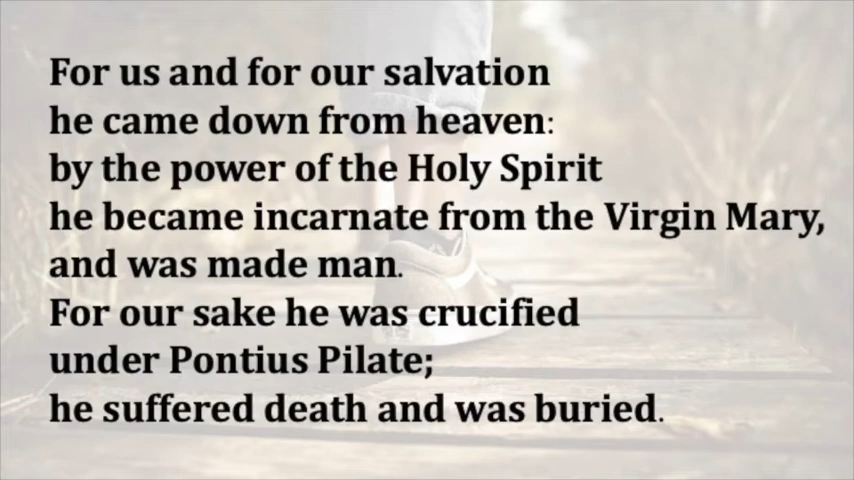 For us and for our salvation
he came down from heaven:
by the power of the Holy Spirit
he became incarnate from the Virgin Mary,
and was made man.
For our sake he was crucified
under Pontius Pilate;
he suffered death and was buried.